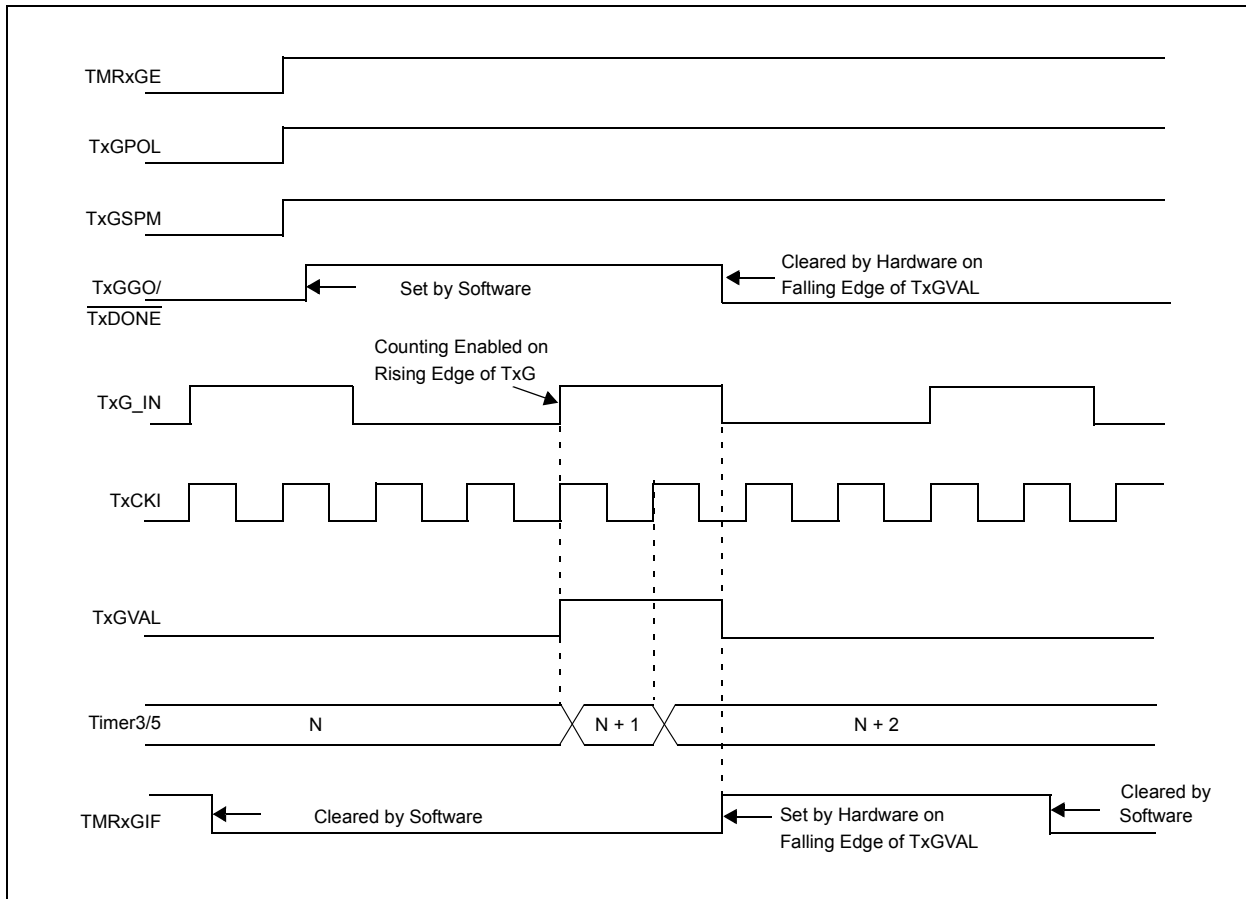 TMRxGE
TxGPOL
TxGSPM
TxGGO/
TxDONE
Set by Software
Cleared by Hardware on
Falling Edge of TxGVAL
Counting Enabled on
Rising Edge of TxG
TxG_IN
TxCKI
TxGVAL
Timer3/5
N
N + 1
N + 2
TMRxGIF
Cleared by Software
Set by Hardware on
Falling Edge of TxGVAL
Cleared by
Software